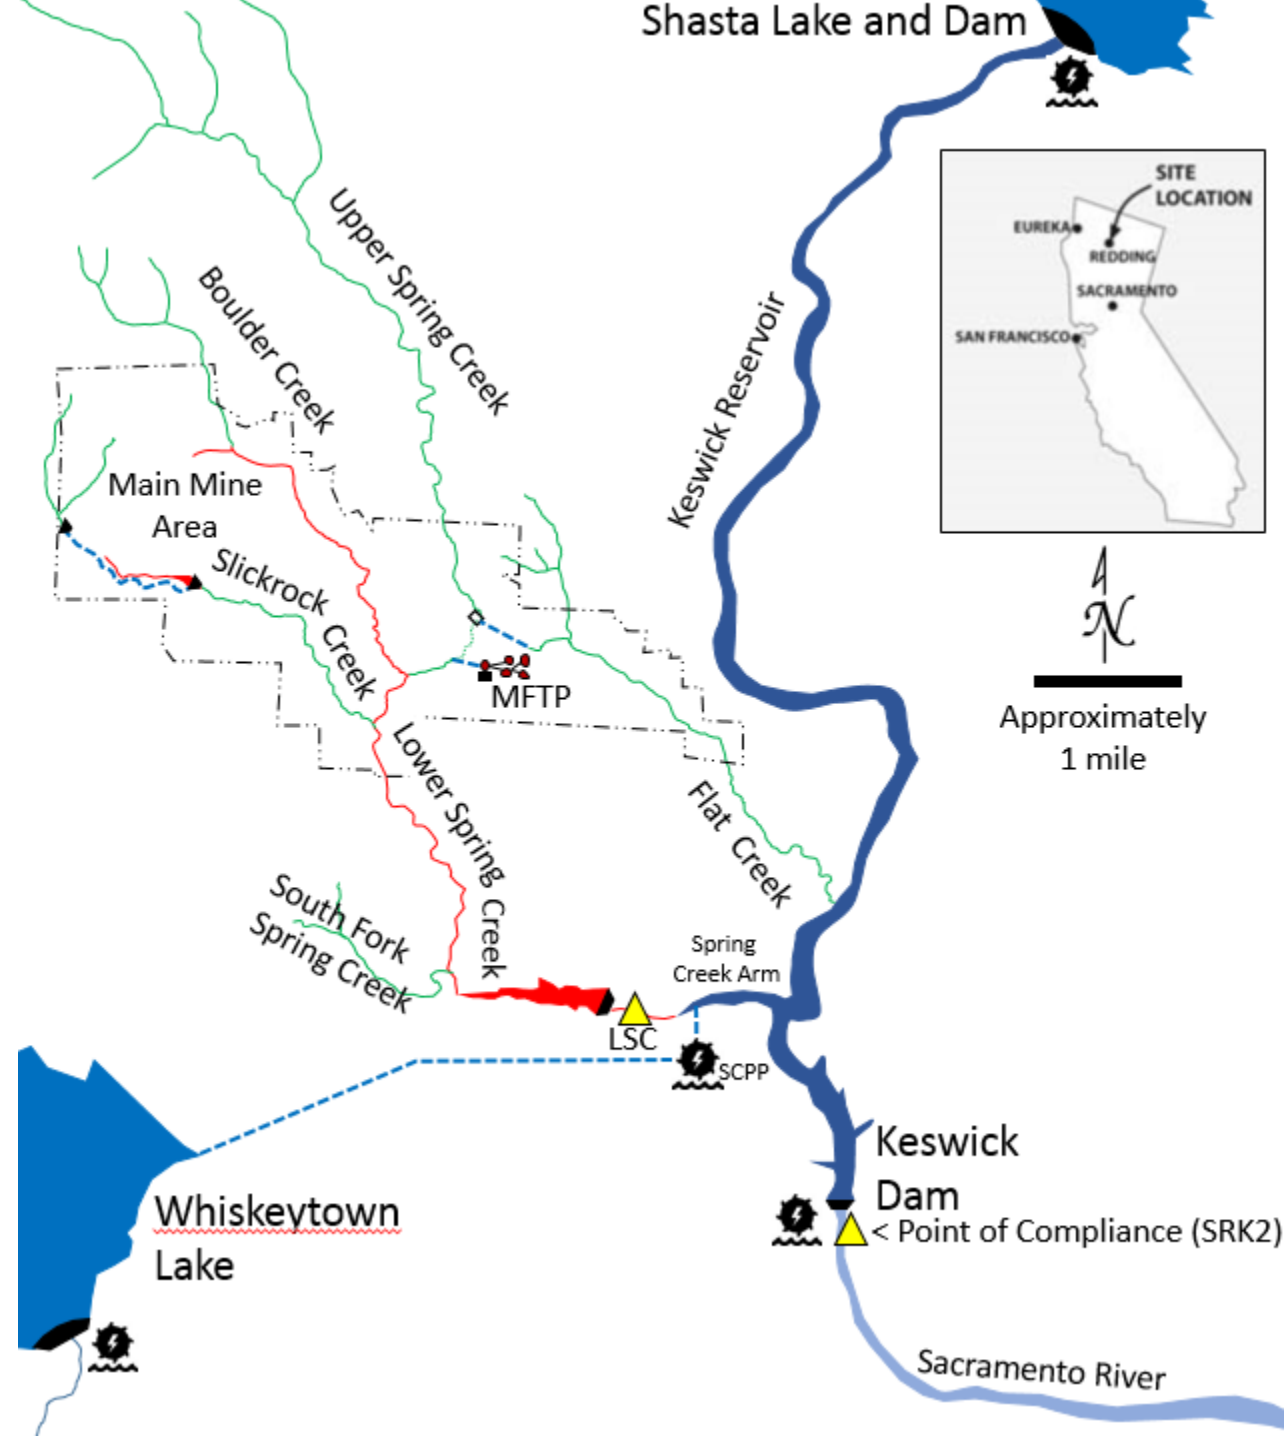 Shasta Lake and Dam
SITE
LOCATION
EUREKA
REDDING
SACRAMENTO
SAN FRANCISCO
Upper Spring Creek
Boulder Creek
Keswick Reservoir
Main Mine
Area
Slickrock
Creek
N
MFTP
Approximately
1 mile
Lower Spring
Creek
Flat Creek
South Fork
Spring Creek
Spring
Creek Arm
LSC
SCPP
Keswick
Dam
< Point of Compliance (SRK2)
Whiskeytown
Lake
Sacramento River